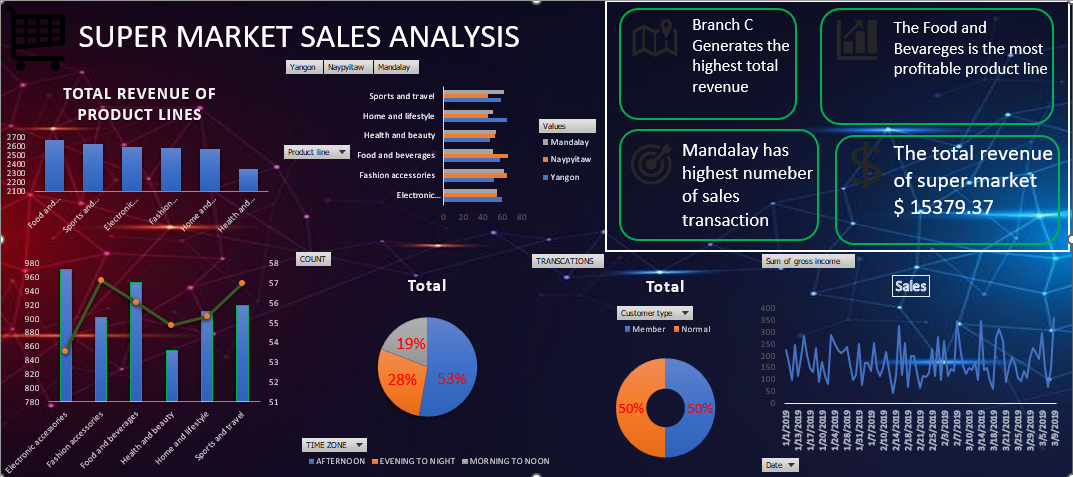 SUPER MARKET SALES ANALYSIS
Yangon Naypyitaw Mandalay
TOTAL REVENUE OF
PRODUCT LINES
2700
2600
2500
2400
2300
2200
2100
Food and...
Sports and...
Electronic...
Fashion...
Home and...
Health and...
Product line
Sports and travel
Home and lifestyle
Health and beauty
Food and beverages
Fashion accessories
Electronic...
0 20 40 60 80
Values
Mandalay
Naypyitaw
Yangon
Branch C
Generates the
highest total
revenue
The Food and
Bevareges is the most
profitable product line
Mandalay has
highest numeber
of sales
transaction
The total revenue
of super-market
$ 15379.37
980
960
940
920
900
880
860
840
820
800
780
58
57
56
55
54
53
52
51
Electronic accessories
Fashion accessories
Food and beverages
Health and beauty
Home and lifestyle
Sports and travel
COUNT
Total
19%
28%
53%
TIME ZONE
AFTERNOON EVENING TO NIGHT MORNING TO NOON
TRANSCATIONS
Total
Customer type
Member Normal
50%
50%
Sum of gross income
Sales
400
350
300
250
200
150
100
50
0
1/1/2019
1/13/2019
1/17/2019
1/20/2019
1/24/2019
1/28/2019
1/31/2019
1/7/2019
2/10/2019
2/14/2019
2/18/2019
2/21/2019
2/25/2019
2/3/2019
2/7/2019
3/10/2019
3/14/2019
3/18/2019
3/21/2019
3/25/2019
3/29/2019
3/5/2019
3/9/2019
Date